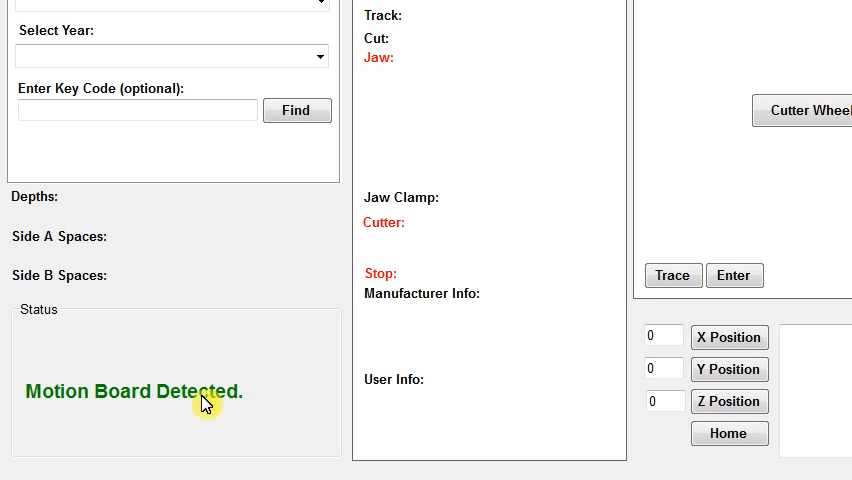 Select Year:
Enter Key Code (optional):
Find
Depths:
Side A Spaces:
Side B Spaces:
Status
Motion Board Detected.
Track:
Cut:
Jaw:
Jaw Clamp:
Cutter:
Stop:
Manufacturer Info:
User Info:
Cutter Wheel
Trace
Enter
0
X Position
0
Y Position
0
Z Position
Home